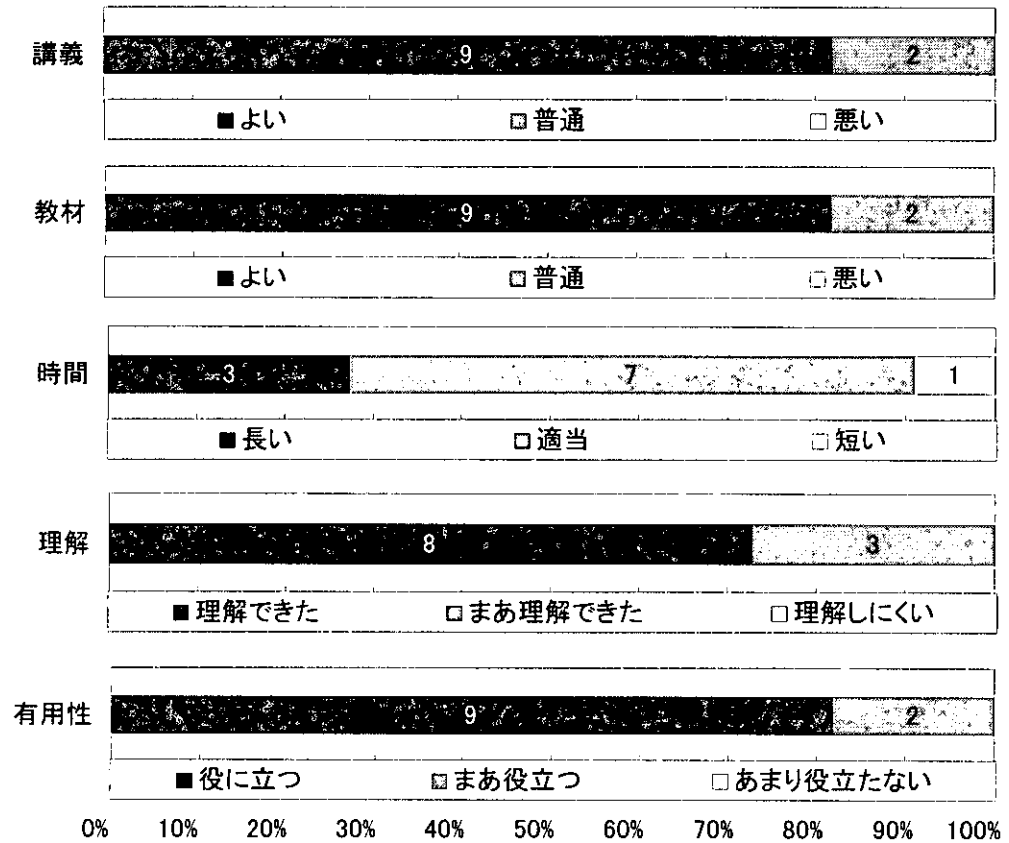 講義 9 2
■よい □普通 □悪い
教材 9 2
■よい □普通 □悪い
時間 3 7 1
■長い □適当 □短い
理解 8 3
■理解できた □まあ理解できた □理解しにくい
有用性 9 2
■役に立つ □まあ役立つ □あまり役立たない
0% 10% 20% 30% 40% 50% 60% 70% 80% 90% 100%